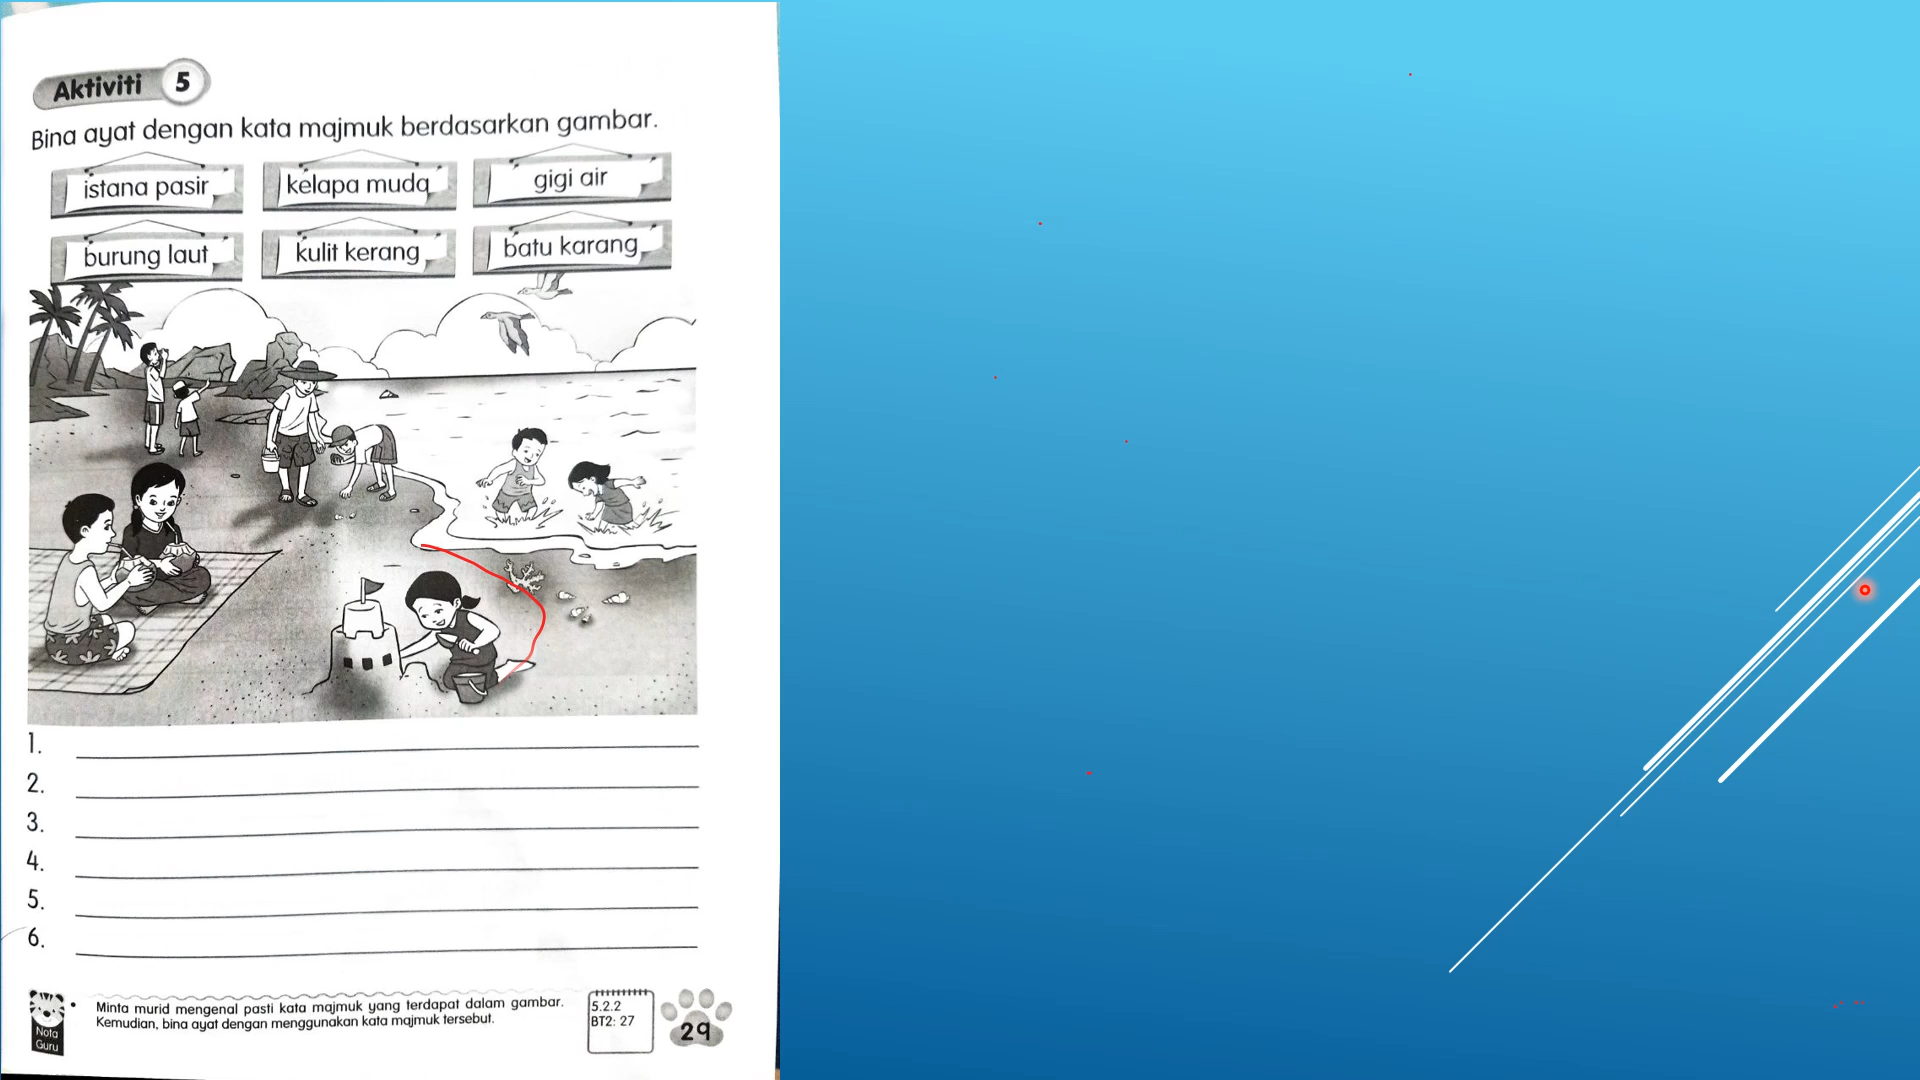 Aktiviti 5
Bina ayat dengan kata majmuk berdasarkan gambar.
istana pasir
kelapa muda
gigi air
burung laut
kulit kerang
batu karang
1.
2.
3.
4.
5.
6.
Nota Guru
• Minta murid mengenal pasti kata majmuk yang terdapat dalam gambar.
Kemudian, bina ayat dengan menggunakan kata majmuk tersebut.
5.2.2
BT2: 27
29